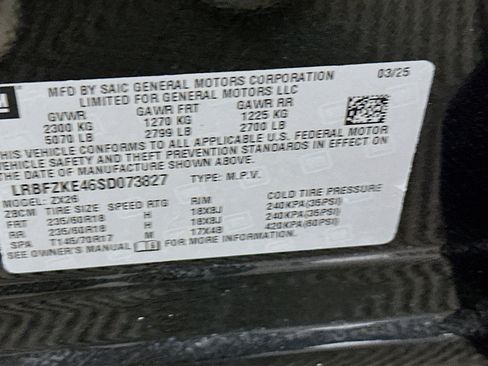 GM
MFD BY SAIC GENERAL MOTORS CORPORATION 03/25
LIMITED FOR GENERAL MOTORS LLC
GVWR GAWR FRT GAWR RR
2300 KG 1270 KG 1225 KG
5070 LB 2799 LB 2700 LB
THIS VEHICLE CONFORMS TO ALL APPLICABLE U.S. FEDERAL MOTOR
VEHICLE SAFETY AND THEFT PREVENTION STANDARDS IN EFFECT ON
THE DATE OF MANUFACTURE SHOWN ABOVE.
LRBFZKE46SD073827 TYPE: M.P.V.
MODEL: ZX26
28CM TIRE SIZE SPEED RTG RIM COLD TIRE PRESSURE
FRT 235/60R18 H 18X8J 240KPA(35PSI)
RR 235/60R18 H 18X8J 240KPA(35PSI)
SPA T145/70R17 M 17X4B 420KPA(60PSI)
SEE OWNER'S MANUAL FOR MORE INFORMATION.